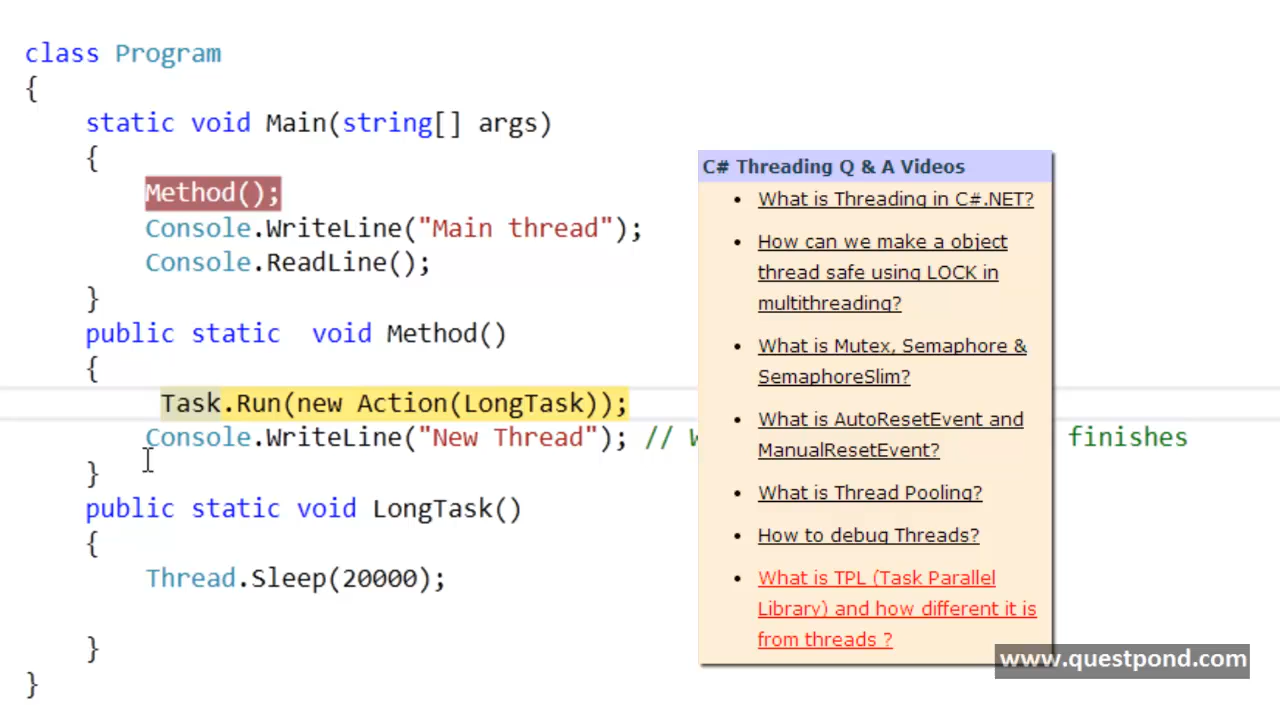 class Program
{
static void Main(string[] args)
{
Method();
Console.WriteLine("Main thread");
Console.ReadLine();
}
public static  void Method()
{
Task.Run(new Action(LongTask));
Console.WriteLine("New Thread"); // finishes
}
public static void LongTask()
{
Thread.Sleep(20000);
}
}
C# Threading Q & A Videos
• What is Threading in C#.NET?
• How can we make a object
thread safe using LOCK in
multithreading?
• What is Mutex, Semaphore &
SemaphoreSlim?
• What is AutoResetEvent and
ManualResetEvent?
• What is Thread Pooling?
• How to debug Threads?
• What is TPL (Task Parallel
Library) and how different it is
from threads ?
www.questpond.com